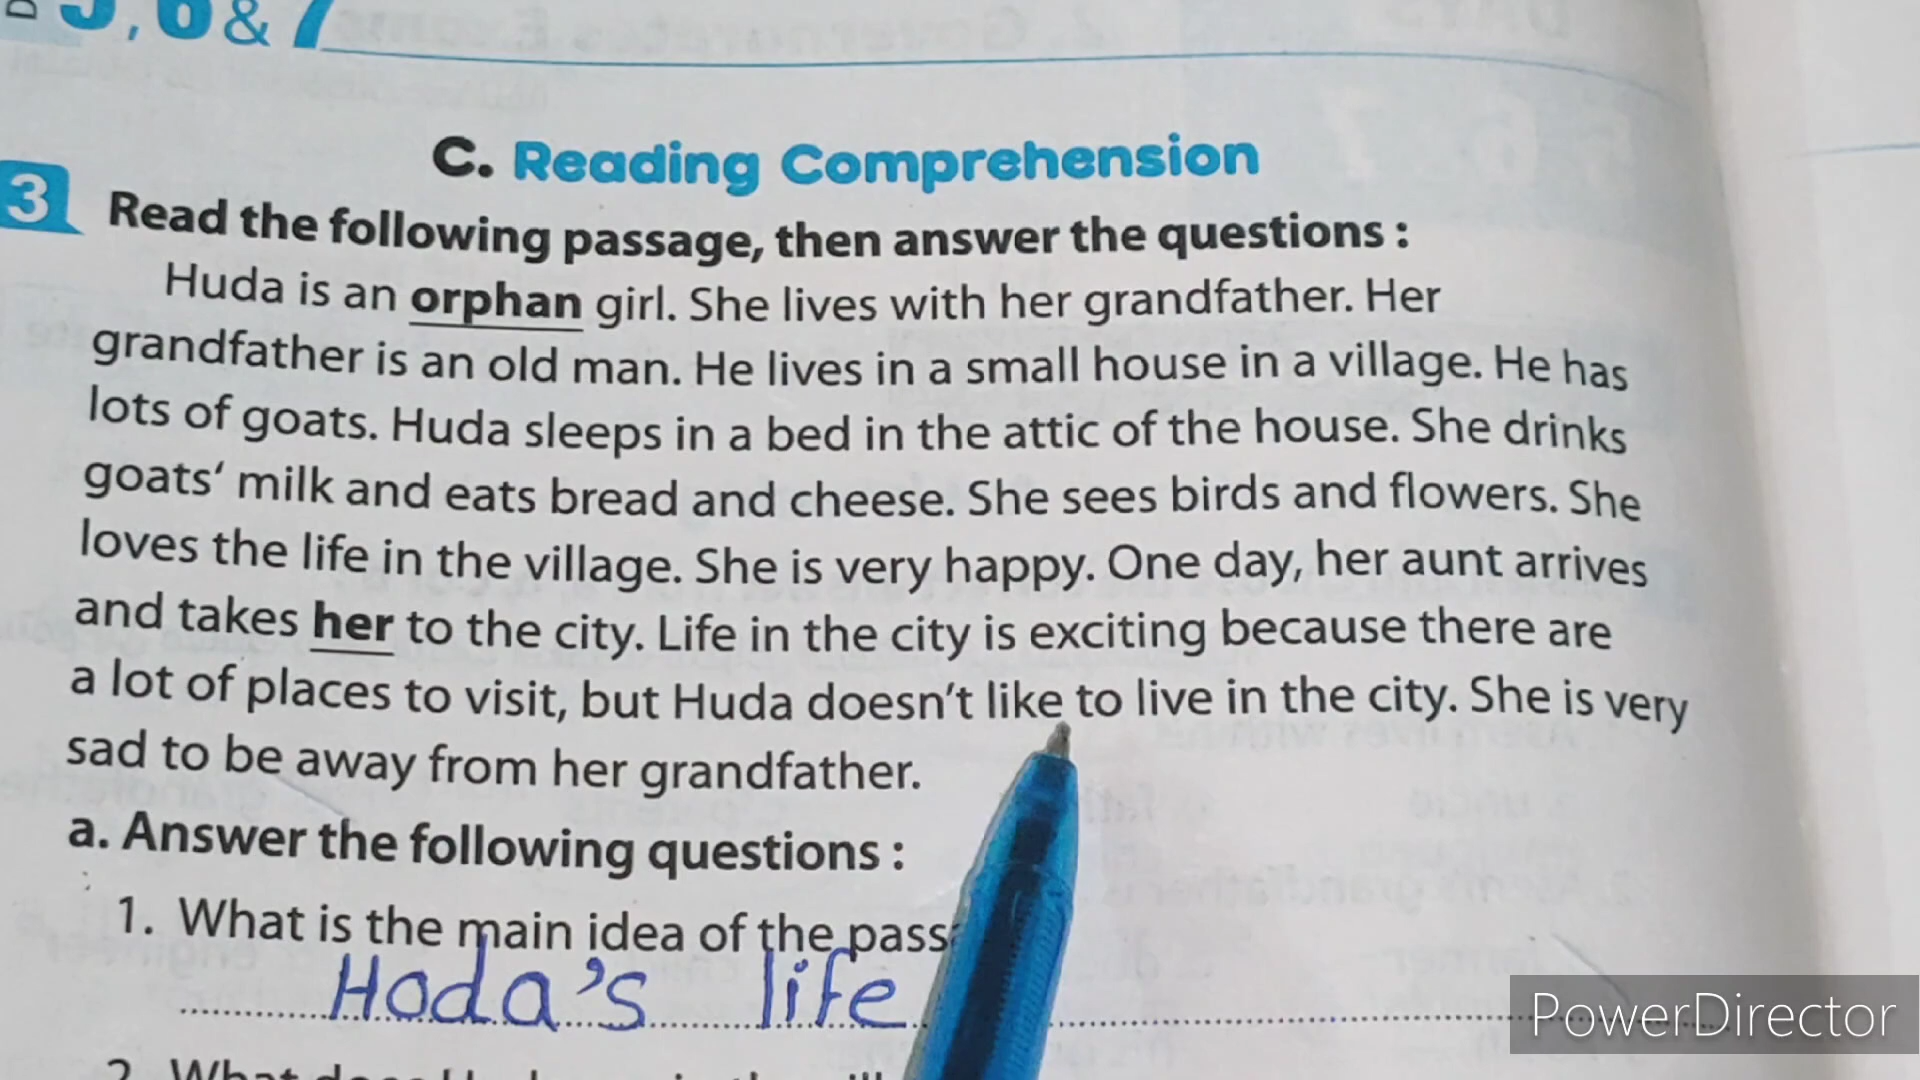 5, 6 & 7
C. Reading Comprehension
3 Read the following passage, then answer the questions :
Huda is an orphan girl. She lives with her grandfather. Her
grandfather is an old man. He lives in a small house in a village. He has
lots of goats. Huda sleeps in a bed in the attic of the house. She drinks
goats‘ milk and eats bread and cheese. She sees birds and flowers. She
loves the life in the village. She is very happy. One day, her aunt arrives
and takes her to the city. Life in the city is exciting because there are
a lot of places to visit, but Huda doesn’t like to live in the city. She is very
sad to be away from her grandfather.
a. Answer the following questions :
1. What is the main idea of the
Hoda's life
2. What
PowerDirector